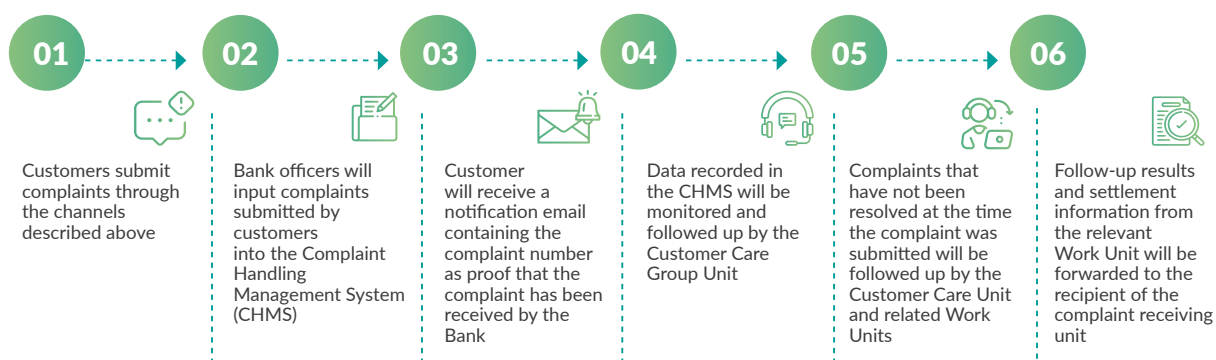 01
Customers submit
complaints through
the channels
described above
02
Bank officers will
input complaints
submitted by
customers
into the Complaint
Handling
Management System
(CHMS)
03
Customer
will receive a
notification email
containing the
complaint number
as proof that the
complaint has been
received by the
Bank
04
Data recorded in
the CHMS will be
monitored and
followed up by the
Customer Care
Group Unit
05
Complaints that
have not been
resolved at the time
the complaint was
submitted will be
followed up by the
Customer Care Unit
and related Work
Units
06
Follow-up results
and settlement
information from
the relevant
Work Unit will be
forwarded to the
recipient of the
complaint receiving
unit